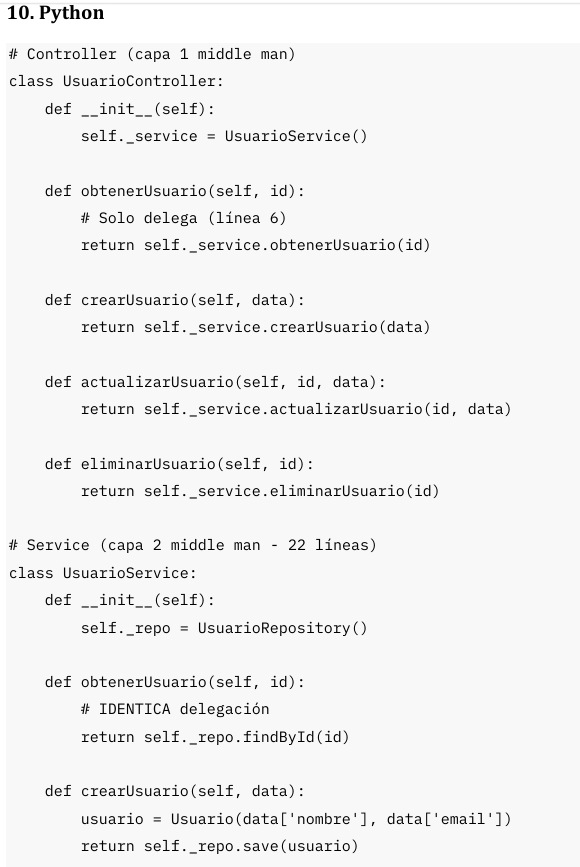 10. Python
# Controller (capa 1 middle man)
class UsuarioController:
    def __init__(self):
        self._service = UsuarioService()
    def obtenerUsuario(self, id):
        # Solo delega (línea 6)
        return self._service.obtenerUsuario(id)
    def crearUsuario(self, data):
        return self._service.crearUsuario(data)
    def actualizarUsuario(self, id, data):
        return self._service.actualizarUsuario(id, data)
    def eliminarUsuario(self, id):
        return self._service.eliminarUsuario(id)
# Service (capa 2 middle man - 22 líneas)
class UsuarioService:
    def __init__(self):
        self._repo = UsuarioRepository()
    def obtenerUsuario(self, id):
        # IDENTICA delegación
        return self._repo.findById(id)
    def crearUsuario(self, data):
        usuario = Usuario(data['nombre'], data['email'])
        return self._repo.save(usuario)